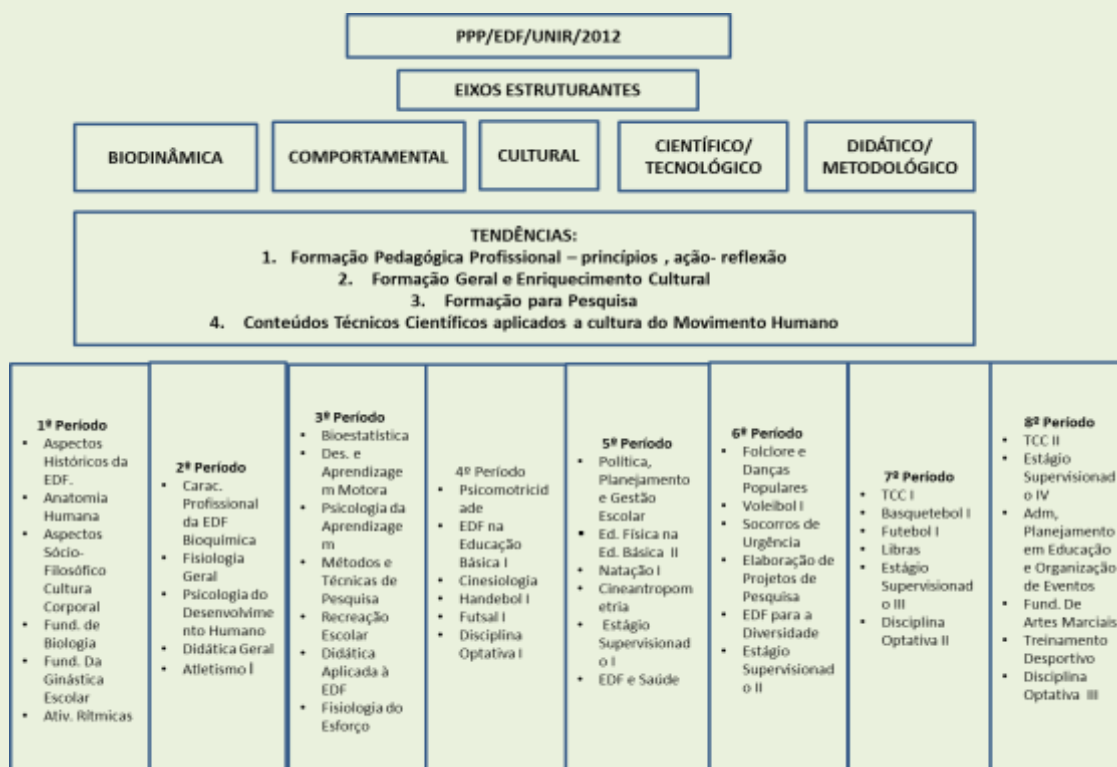 PPP/EDF/UNIR/2012
EIXOS ESTRUTURANTES
BIODINÂMICA
COMPORTAMENTAL
CULTURAL
CIENTÍFICO/
TECNOLÓGICO
DIDÁTICO/
METODOLÓGICO
TENDÊNCIAS:
1. Formação Pedagógica Profissional – princípios , ação- reflexão
2. Formação Geral e Enriquecimento Cultural
3. Formação para Pesquisa
4. Conteúdos Técnicos Científicos aplicados a cultura do Movimento Humano
1º Período
• Aspectos
Históricos da
EDF.
• Anatomia
Humana
• Aspectos
Sócio-
Filosófico
Cultura
Corporal
• Fund. de
Biologia
• Fund. Da
Ginástica
Escolar
• Ativ. Rítmicas
2º Período
• Carac.
Profissional
da EDF
Bioquímica
• Fisiologia
Geral
• Psicologia do
Desenvolvime
nto Humano
• Didática Geral
• Atletismo I
3º Período
• Bioestatística
• Des. e
Aprendizage
m Motora
• Psicologia da
Aprendizage
m
• Métodos e
Técnicas de
Pesquisa
• Recreação
Escolar
• Didática
Aplicada à
EDF
• Fisiologia do
Esforço
4º Período
• Psicomotricid
ade
• EDF na
Educação
Básica I
• Cinesiologia
• Handebol I
• Futsal I
• Disciplina
Optativa I
5º Período
• Política,
Planejamento
e Gestão
Escolar
• Ed. Física na
Ed. Básica II
• Natação I
• Cineantropom
etria
• Estágio
Supervisionad
o I
• EDF e Saúde
6º Período
• Folclore e
Danças
Populares
• Voleibol I
• Socorros de
Urgência
• Elaboração de
Projetos de
Pesquisa
• EDF para a
Diversidade
• Estágio
Supervisionad
o II
7º Período
• TCC I
• Basquetebol I
• Futebol I
• Libras
• Estágio
Supervisionad
o III
• Disciplina
Optativa II
8º Período
• TCC II
• Estágio
Supervisionad
o IV
• Adm,
Planejamento
em Educação
e Organização
de Eventos
• Fund. De
Artes Marciais
• Treinamento
Desportivo
• Disciplina
Optativa III